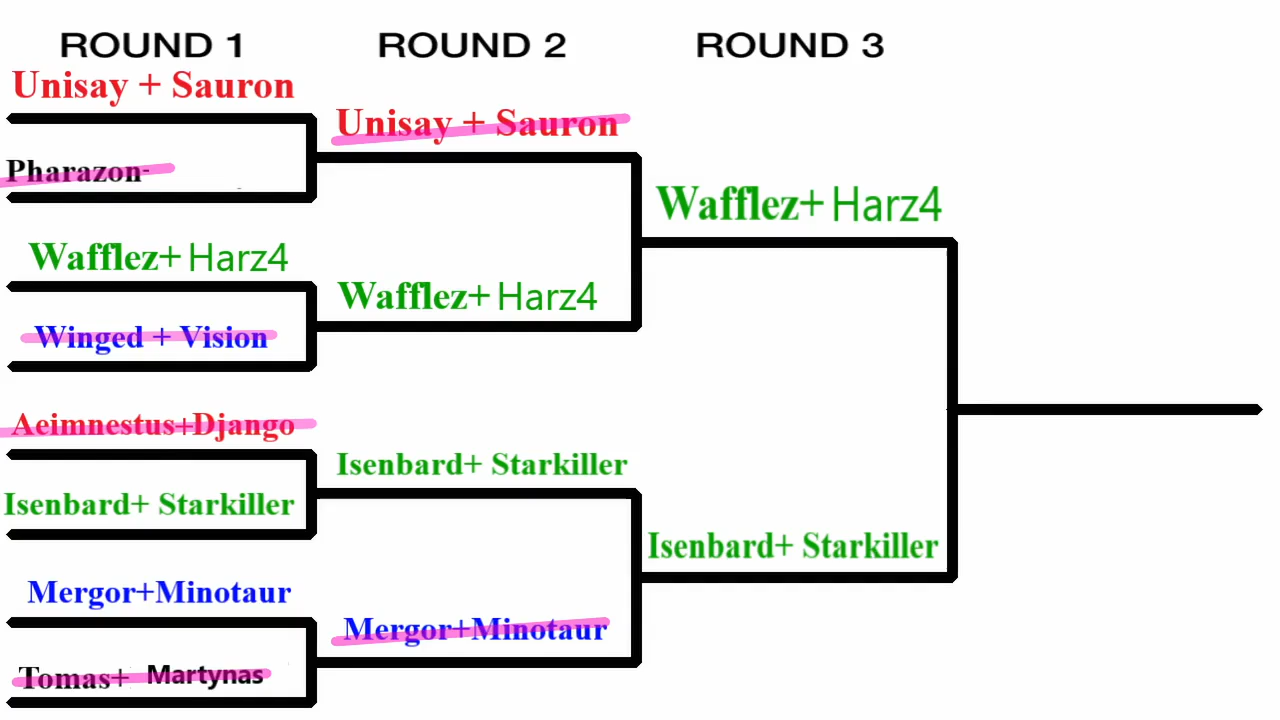 ROUND 1 ROUND 2 ROUND 3
Unisay + Sauron
Pharazon-
Wafflez+ Harz4
Winged + Vision
Aeimnestus+Django
Isenbard+ Starkiller
Mergor+Minotaur
Tomas+ Martynas
Unisay + Sauron
Wafflez+ Harz4
Isenbard+ Starkiller
Mergor+Minotaur
Wafflez+ Harz4
Isenbard+ Starkiller